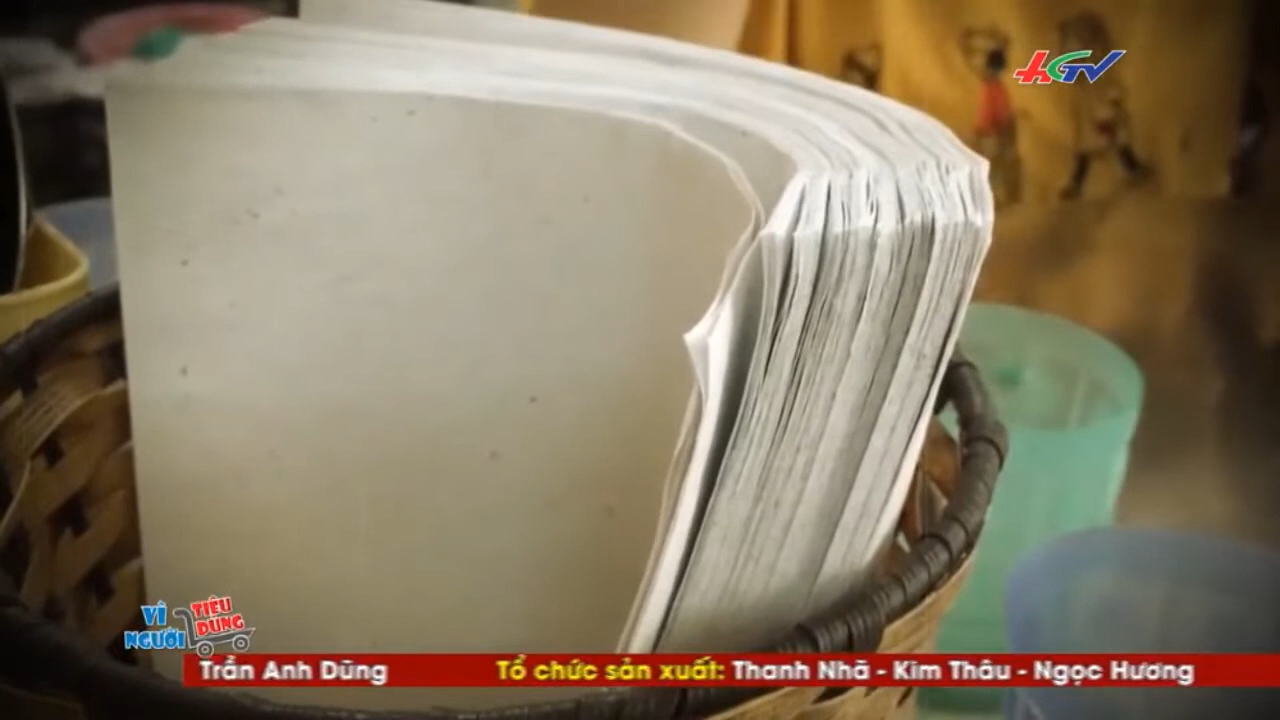 HGTV
VÌ
NGƯỜI
TIÊU
DÙNG
Trần Anh Dũng
Tổ chức sản xuất: Thanh Nhã - Kim Thâu - Ngọc Hương